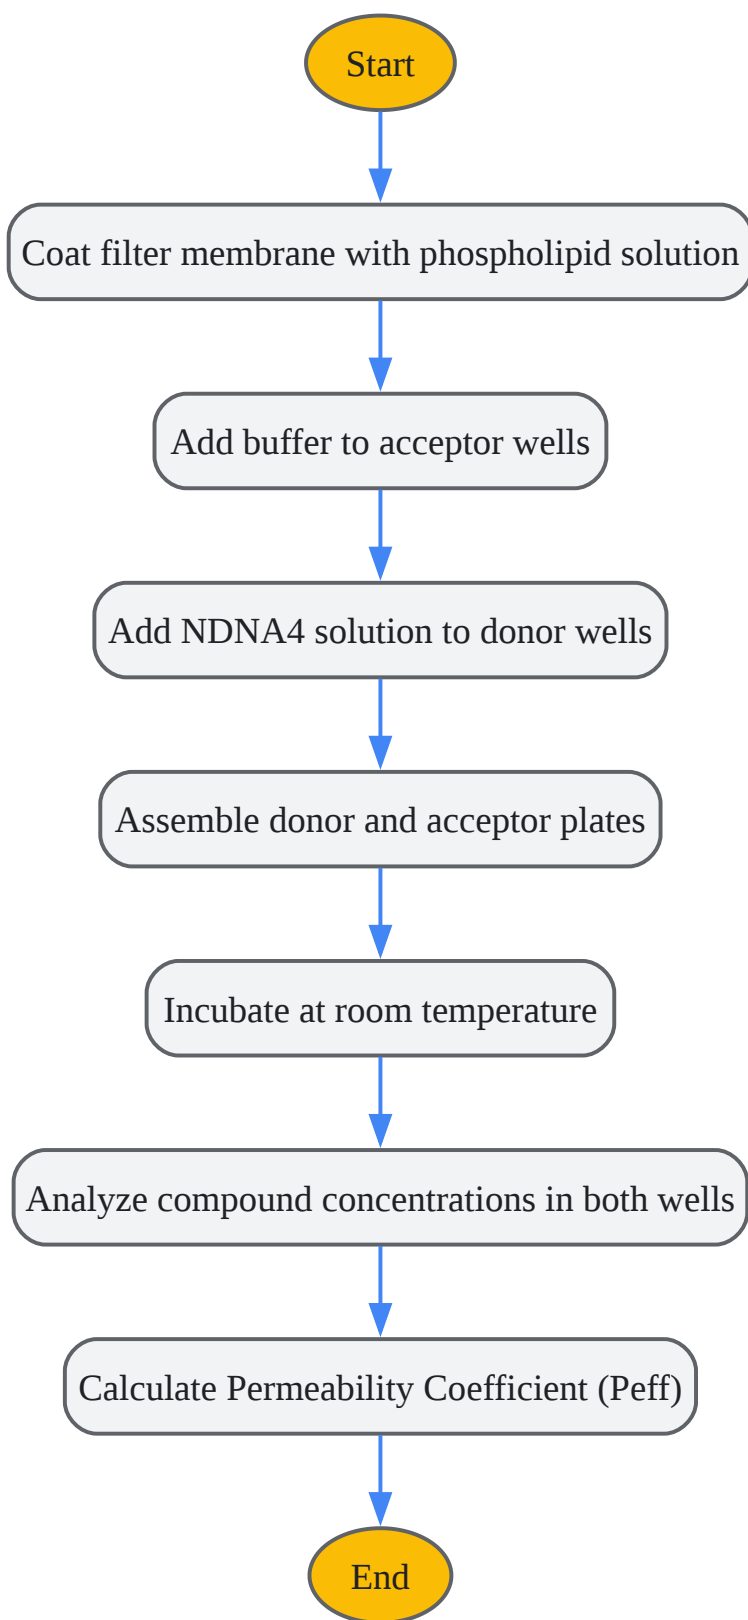 Start
Coat filter membrane with phospholipid solution
Add buffer to acceptor wells
Add NDNA4 solution to donor wells
Assemble donor and acceptor plates
Incubate at room temperature
Analyze compound concentrations in both wells
Calculate Permeability Coefficient (Peff)
End